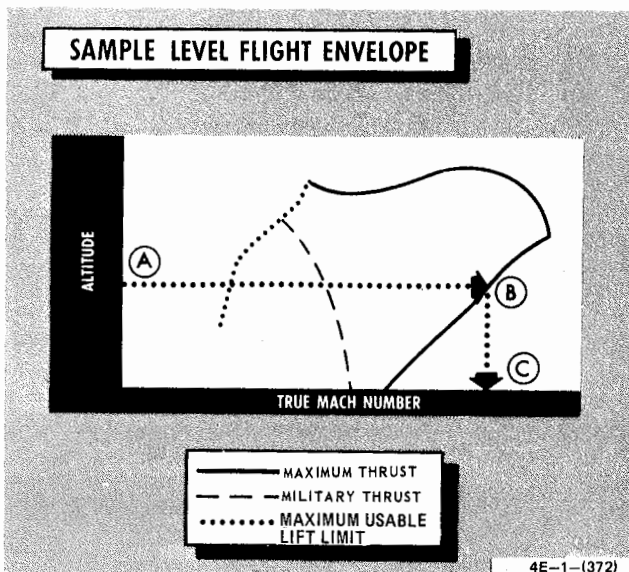 SAMPLE LEVEL FLIGHT ENVELOPE
ALTITUDE
A
B
C
TRUE MACH NUMBER
MAXIMUM THRUST
MILITARY THRUST
MAXIMUM USABLE
LIFT LIMIT
4E-1-(372)